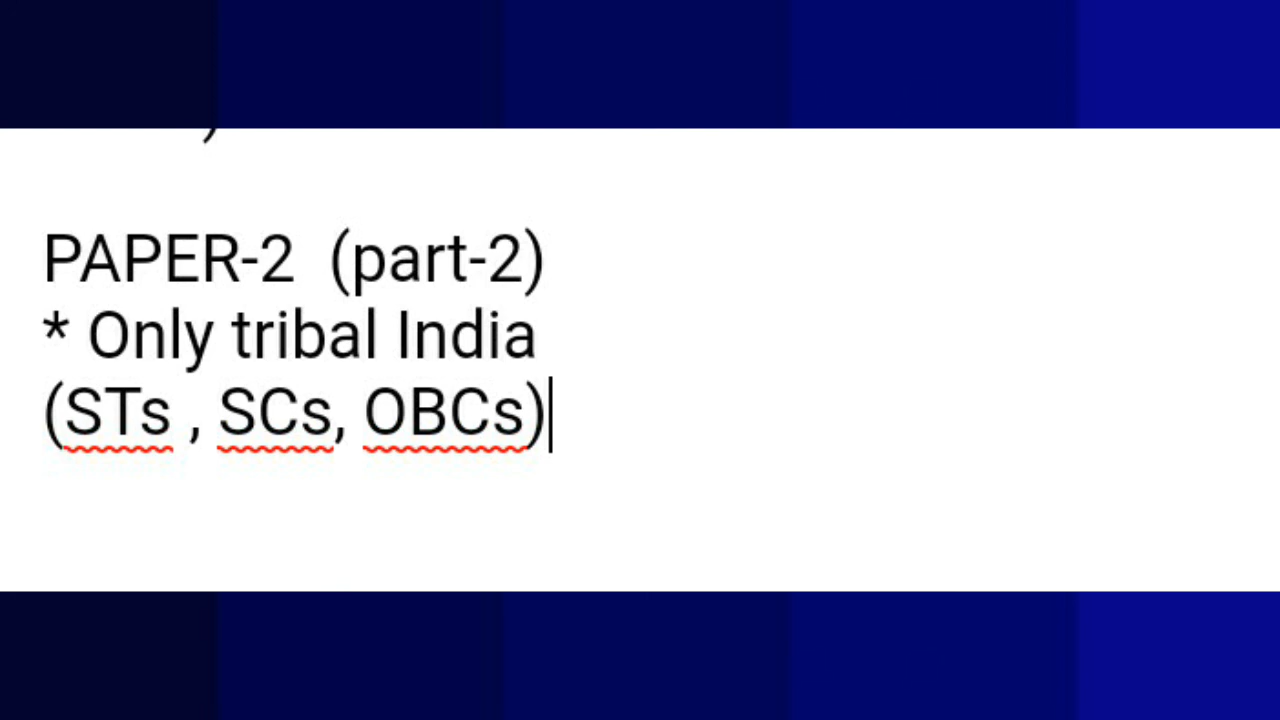 PAPER-2 (part-2)
* Only tribal India
(STs , SCs, OBCs)